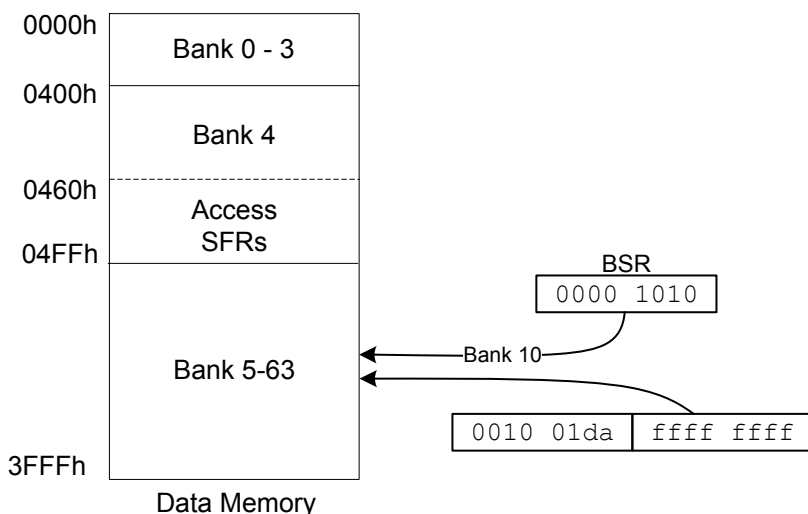 0000h
Bank 0 - 3
0400h
Bank 4
0460h
Access
SFRs
04FFh
BSR
0000 1010
Bank 10
Bank 5-63
0010 01da ffff ffff
3FFFh
Data Memory